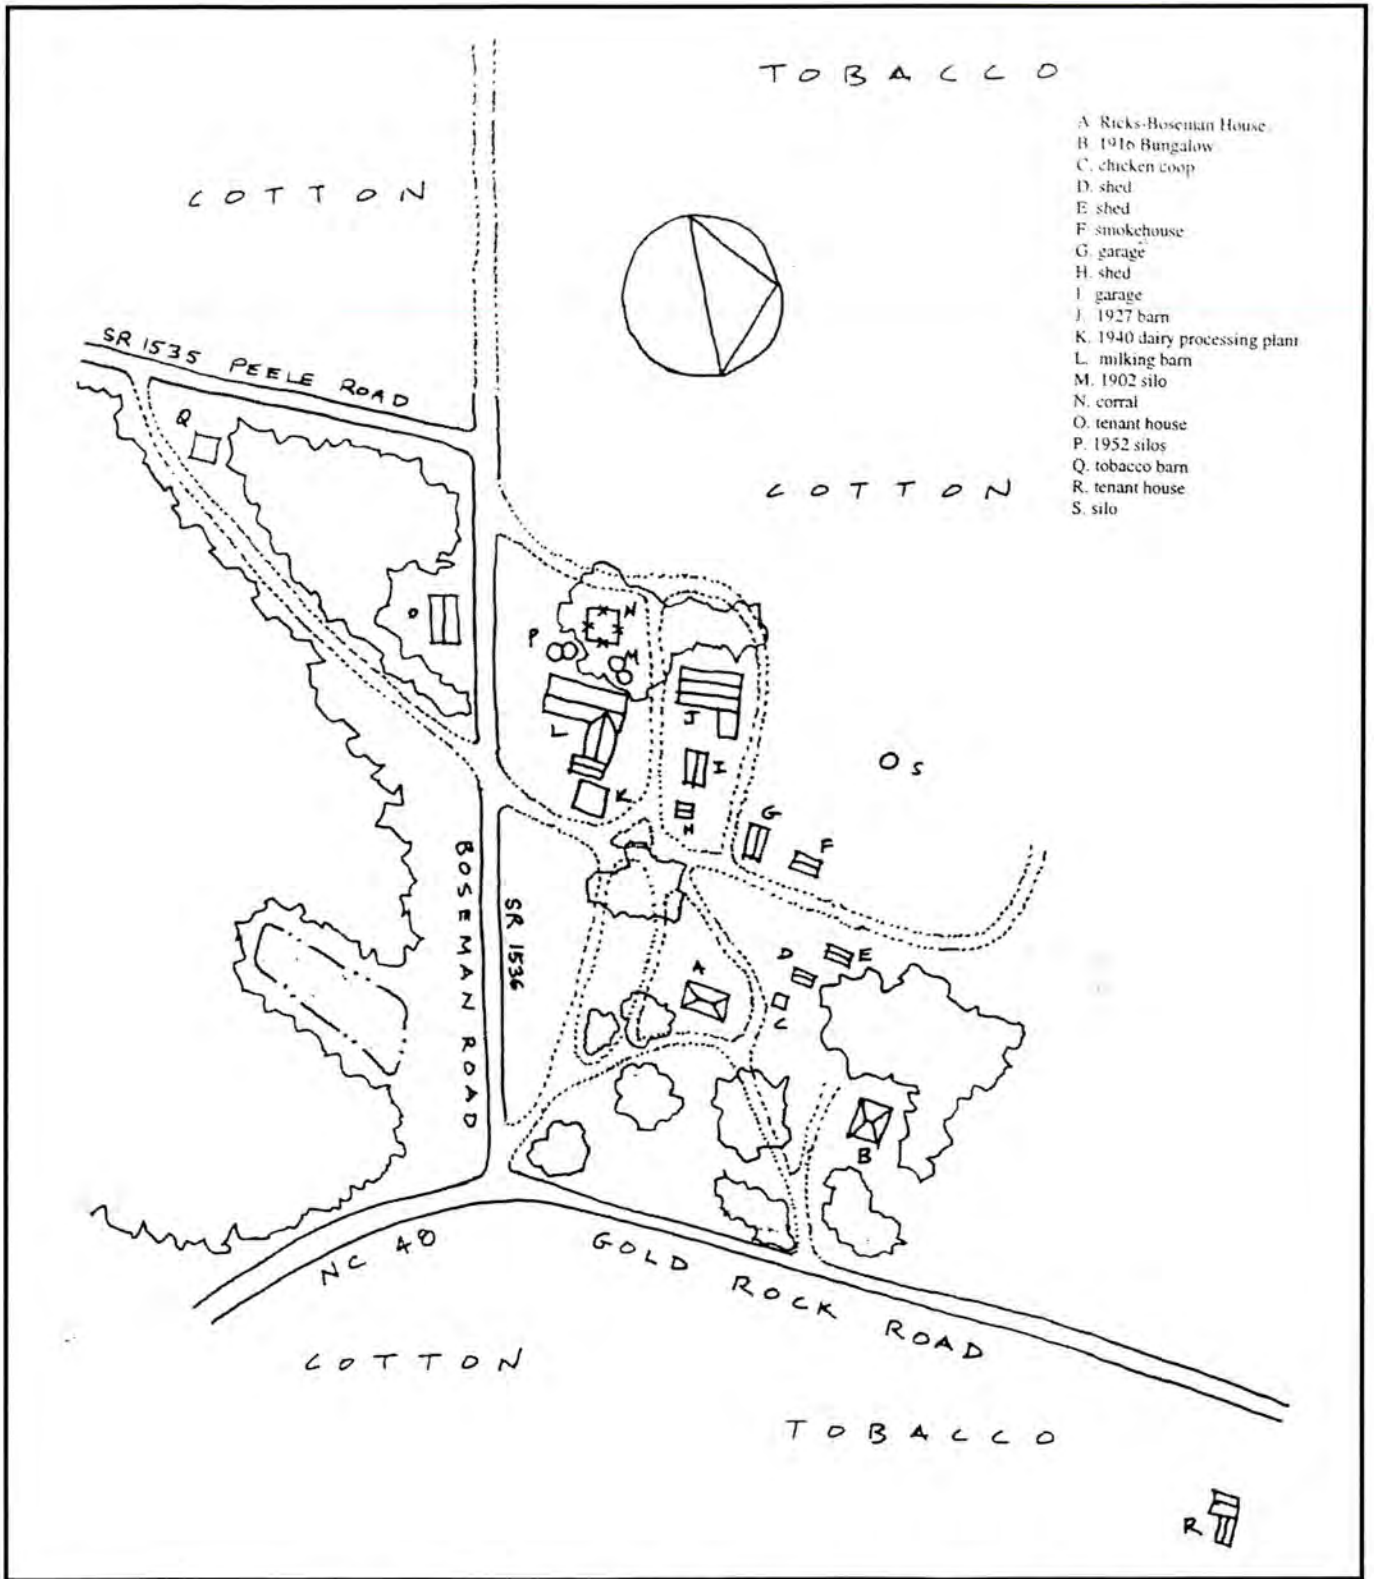 TOBACCO
A Ricks-Boseman House
B. 1916 Bungalow
C. chicken coop
D. shed
E. shed
F. smokehouse
G. garage
H. shed
I. garage
J. 1927 barn
K. 1940 dairy processing plant
L. milking barn
M. 1902 silo
N. corral
O. tenant house
P. 1952 silos
Q. tobacco barn
R. tenant house
S. silo
COTTON
SR 1535 PEELE ROAD
Q
COTTON
O
N
P
M
J
L
I
S
K
H
G
F
BOSEMAN ROAD
SR 1536
A
D
E
C
B
NC 48
GOLD ROCK ROAD
COTTON
TOBACCO
R